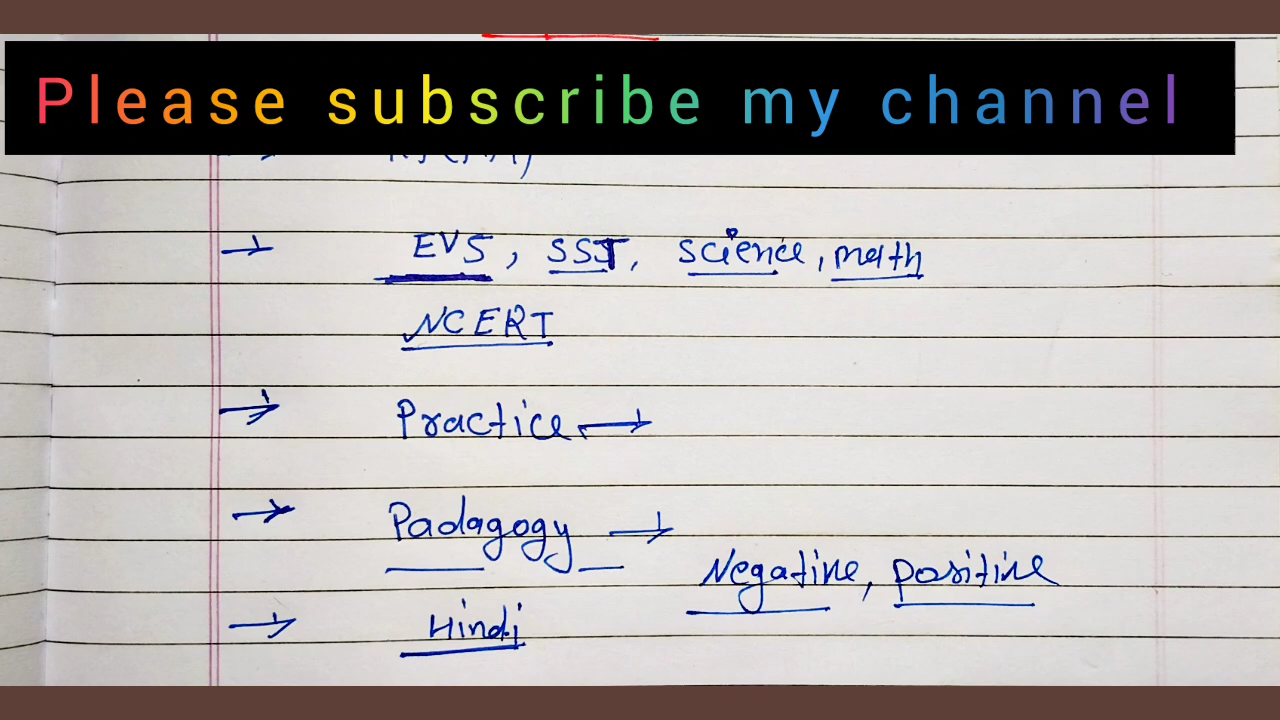 Please subscribe my channel
→ EVS, SST, Science, math
NCERT
→ Practice →
→ Padagogy → Negative, Positive
→ Hindi